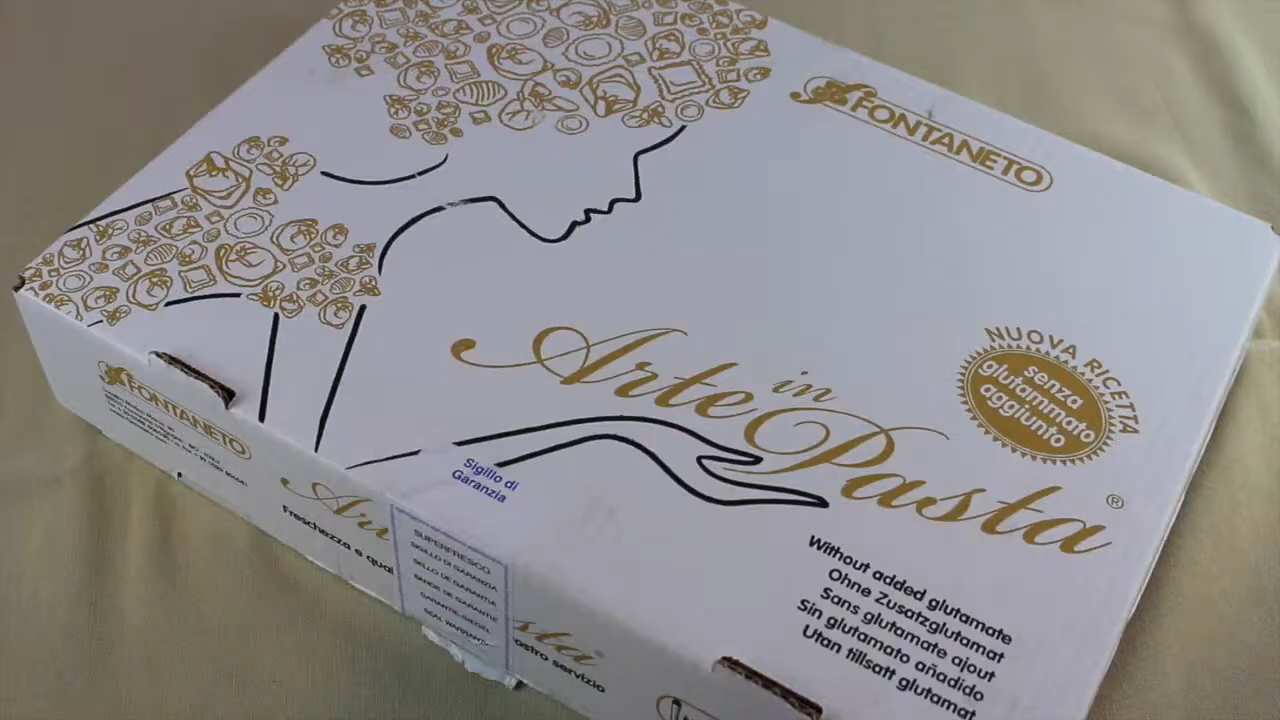 FONTANETO
NUOVA RICETTA
senza
glutammato
aggiunto
Arte in Pasta ®
Without added glutamate
Ohne Zusatzglutamat
Sans glutamate ajout
Sin glutamato añadido
Utan tillsatt glutamat
Sigillo di
Garanzia
FONTANETO
SUPERFRESCO
SIGILLO DI GARANZIA
SELLO DE GARANTIA
BANDE DE GARANTIE
GARANTIE-SIEGEL
SEAL WARRANTY
Freschezza e qual
ostro servizio